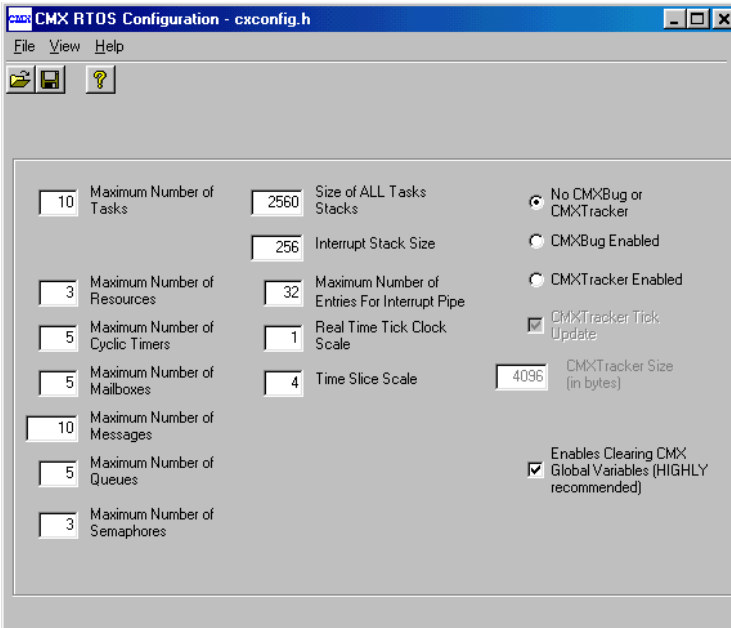 CMX CMX RTOS Configuration - cxconfig.h
File View Help
10 Maximum Number of
Tasks
3 Maximum Number of
Resources
5 Maximum Number of
Cyclic Timers
5 Maximum Number of
Mailboxes
10 Maximum Number of
Messages
5 Maximum Number of
Queues
3 Maximum Number of
Semaphores
2560 Size of ALL Tasks
Stacks
256 Interrupt Stack Size
32 Maximum Number of
Entries For Interrupt Pipe
1 Real Time Tick Clock
Scale
4 Time Slice Scale
No CMXBug or
CMXTracker
CMXBug Enabled
CMXTracker Enabled
CMXTracker Tick
Update
4096 CMXTracker Size
(in bytes)
Enables Clearing CMX
Global Variables (HIGHLY
recommended)